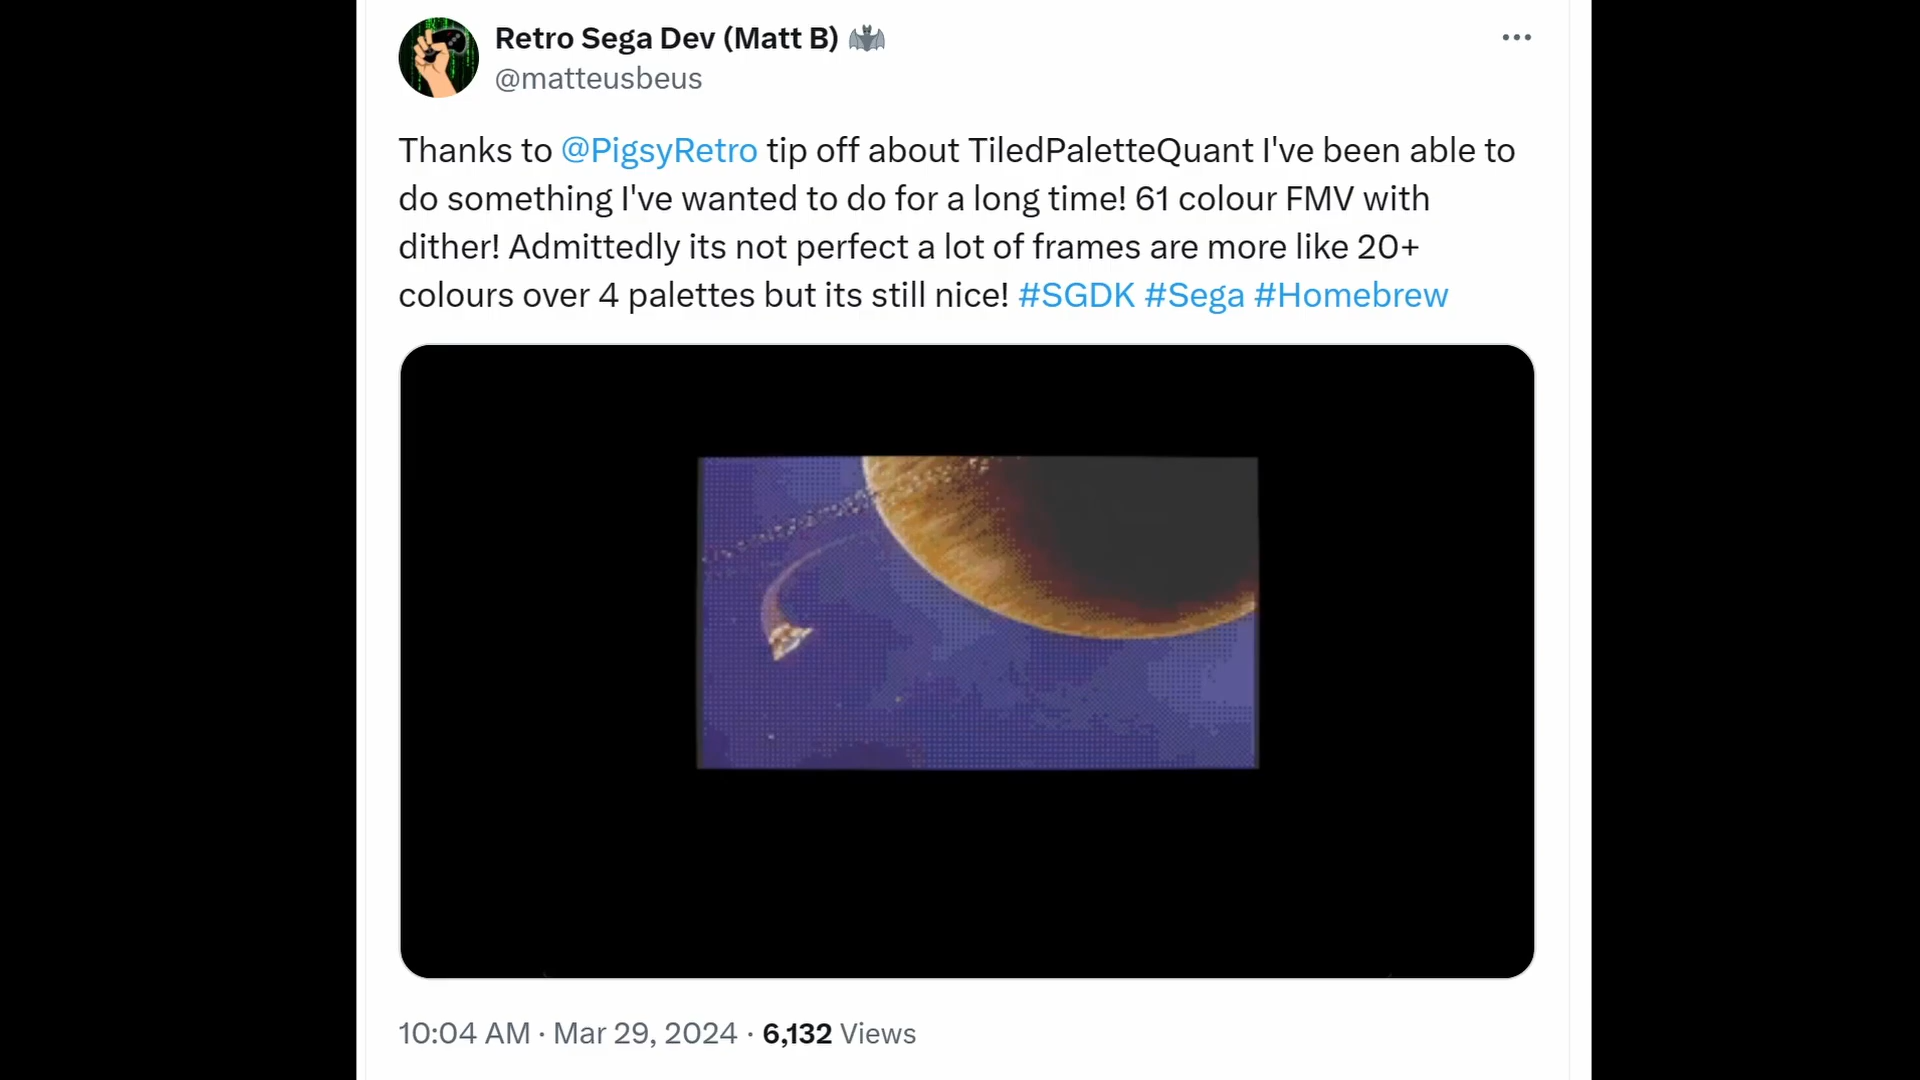 Retro Sega Dev (Matt B) 🦇
@matteusbeus
Thanks to @PigsyRetro tip off about TiledPaletteQuant I've been able to
do something I've wanted to do for a long time! 61 colour FMV with
dither! Admittedly its not perfect a lot of frames are more like 20+
colours over 4 palettes but its still nice! #SGDK #Sega #Homebrew
10:04 AM · Mar 29, 2024 · 6,132 Views